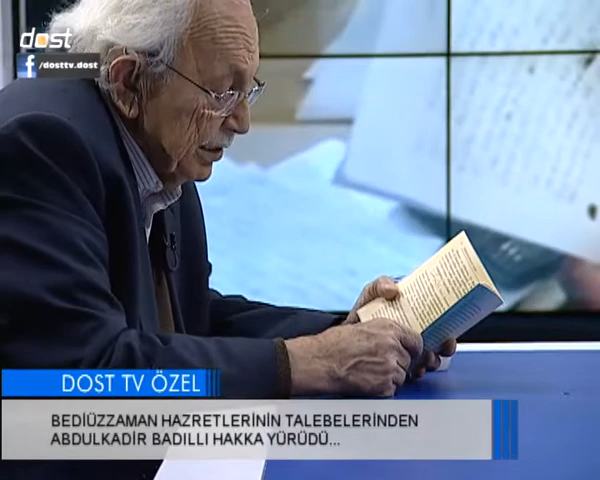 dost
f /dosttv.dost
DOST TV ÖZEL
BEDİÜZZAMAN HAZRETLERİNİN TALEBELERİNDEN
ABDULKADİR BADILLI HAKKA YÜRÜDÜ...